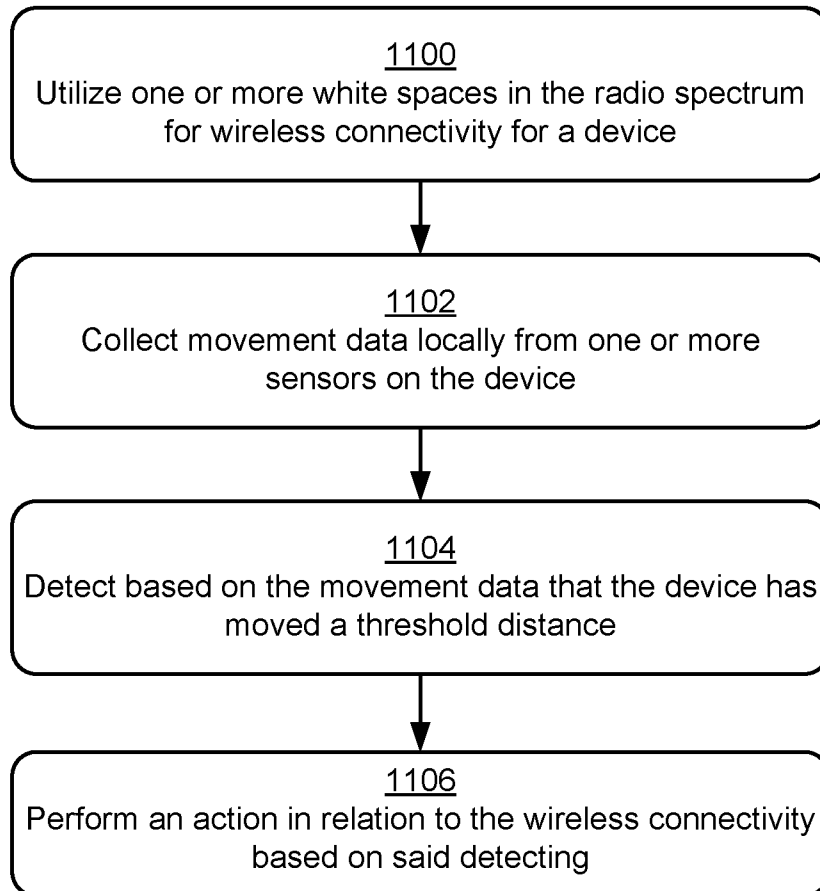 1100
Utilize one or more white spaces in the radio spectrum
for wireless connectivity for a device
1102
Collect movement data locally from one or more
sensors on the device
1104
Detect based on the movement data that the device has
moved a threshold distance
1106
Perform an action in relation to the wireless connectivity
based on said detecting